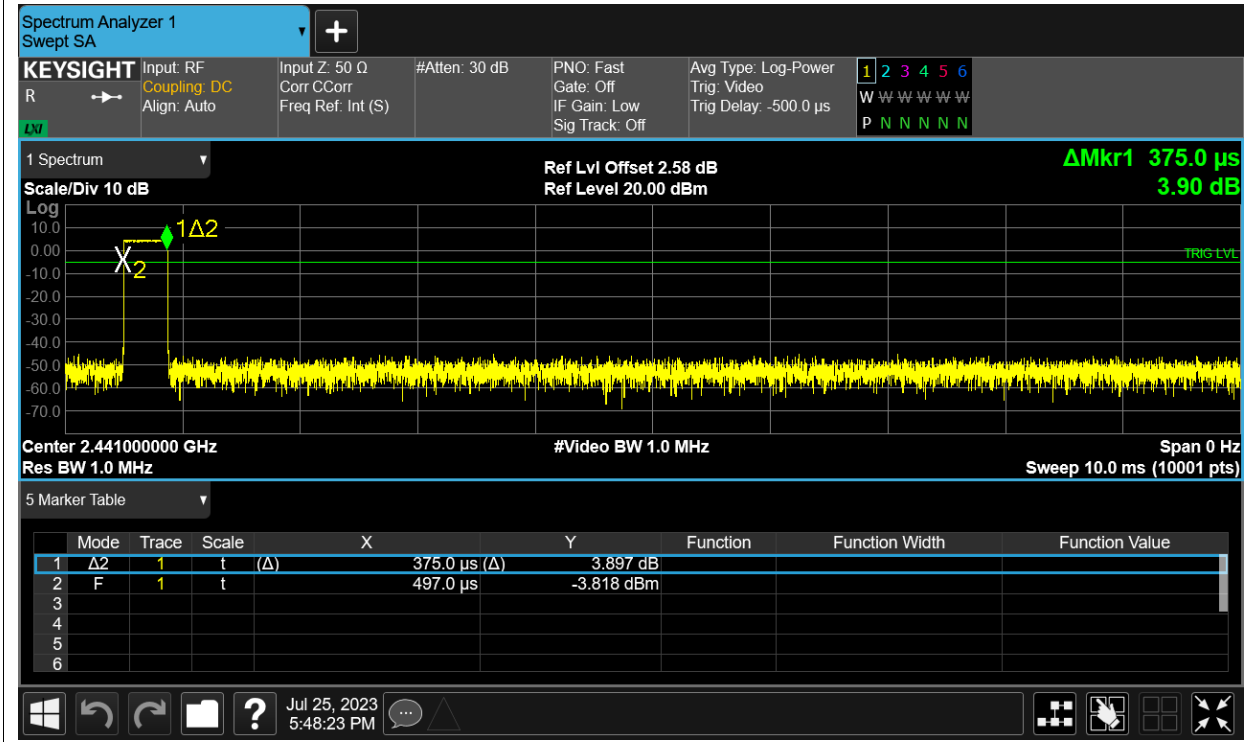 Spectrum Analyzer 1
Swept SA
+
KEYSIGHT
R
LXI
Input: RF
Coupling: DC
Align: Auto
Input Z: 50 Ω
Corr CCorr
Freq Ref: Int (S)
#Atten: 30 dB
PNO: Fast
Gate: Off
IF Gain: Low
Sig Track: Off
Avg Type: Log-Power
Trig: Video
Trig Delay: -500.0 µs
1 2 3 4 5 6
W W W W W W
P N N N N N
1 Spectrum
Scale/Div 10 dB
Ref Lvl Offset 2.58 dB
Ref Level 20.00 dBm
ΔMkr1 375.0 µs
3.90 dB
Log
10.0
0.00
-10.0
-20.0
-30.0
-40.0
-50.0
-60.0
-70.0
1Δ2
X2
TRIG LVL
Center 2.441000000 GHz
#Video BW 1.0 MHz
Span 0 Hz
Res BW 1.0 MHz
Sweep 10.0 ms (10001 pts)
5 Marker Table
Mode Trace Scale X Y Function Function Width Function Value
1 Δ2 1 t (Δ) 375.0 µs (Δ) 3.897 dB
2 F 1 t 497.0 µs -3.818 dBm
3
4
5
6
?
Jul 25, 2023
5:48:23 PM